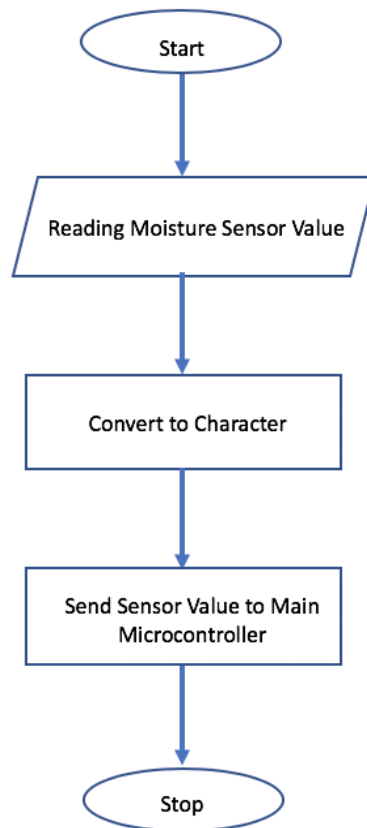 Start
Reading Moisture Sensor Value
Convert to Character
Send Sensor Value to Main
Microcontroller
Stop